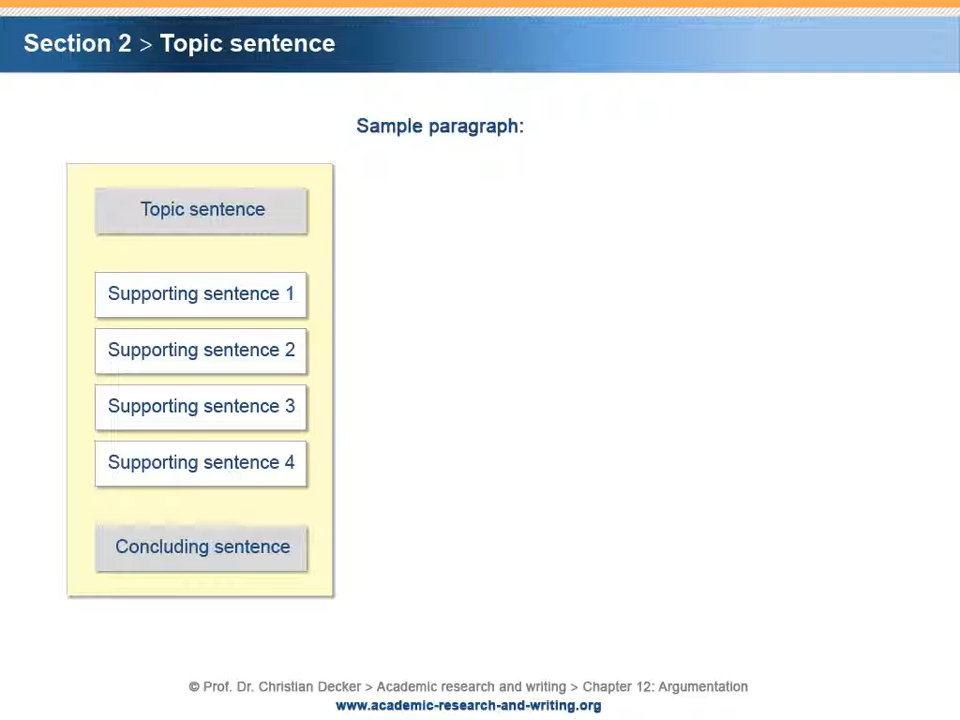 Section 2 > Topic sentence
Sample paragraph:
Topic sentence
Supporting sentence 1
Supporting sentence 2
Supporting sentence 3
Supporting sentence 4
Concluding sentence
© Prof. Dr. Christian Decker > Academic research and writing > Chapter 12: Argumentation
www.academic-research-and-writing.org